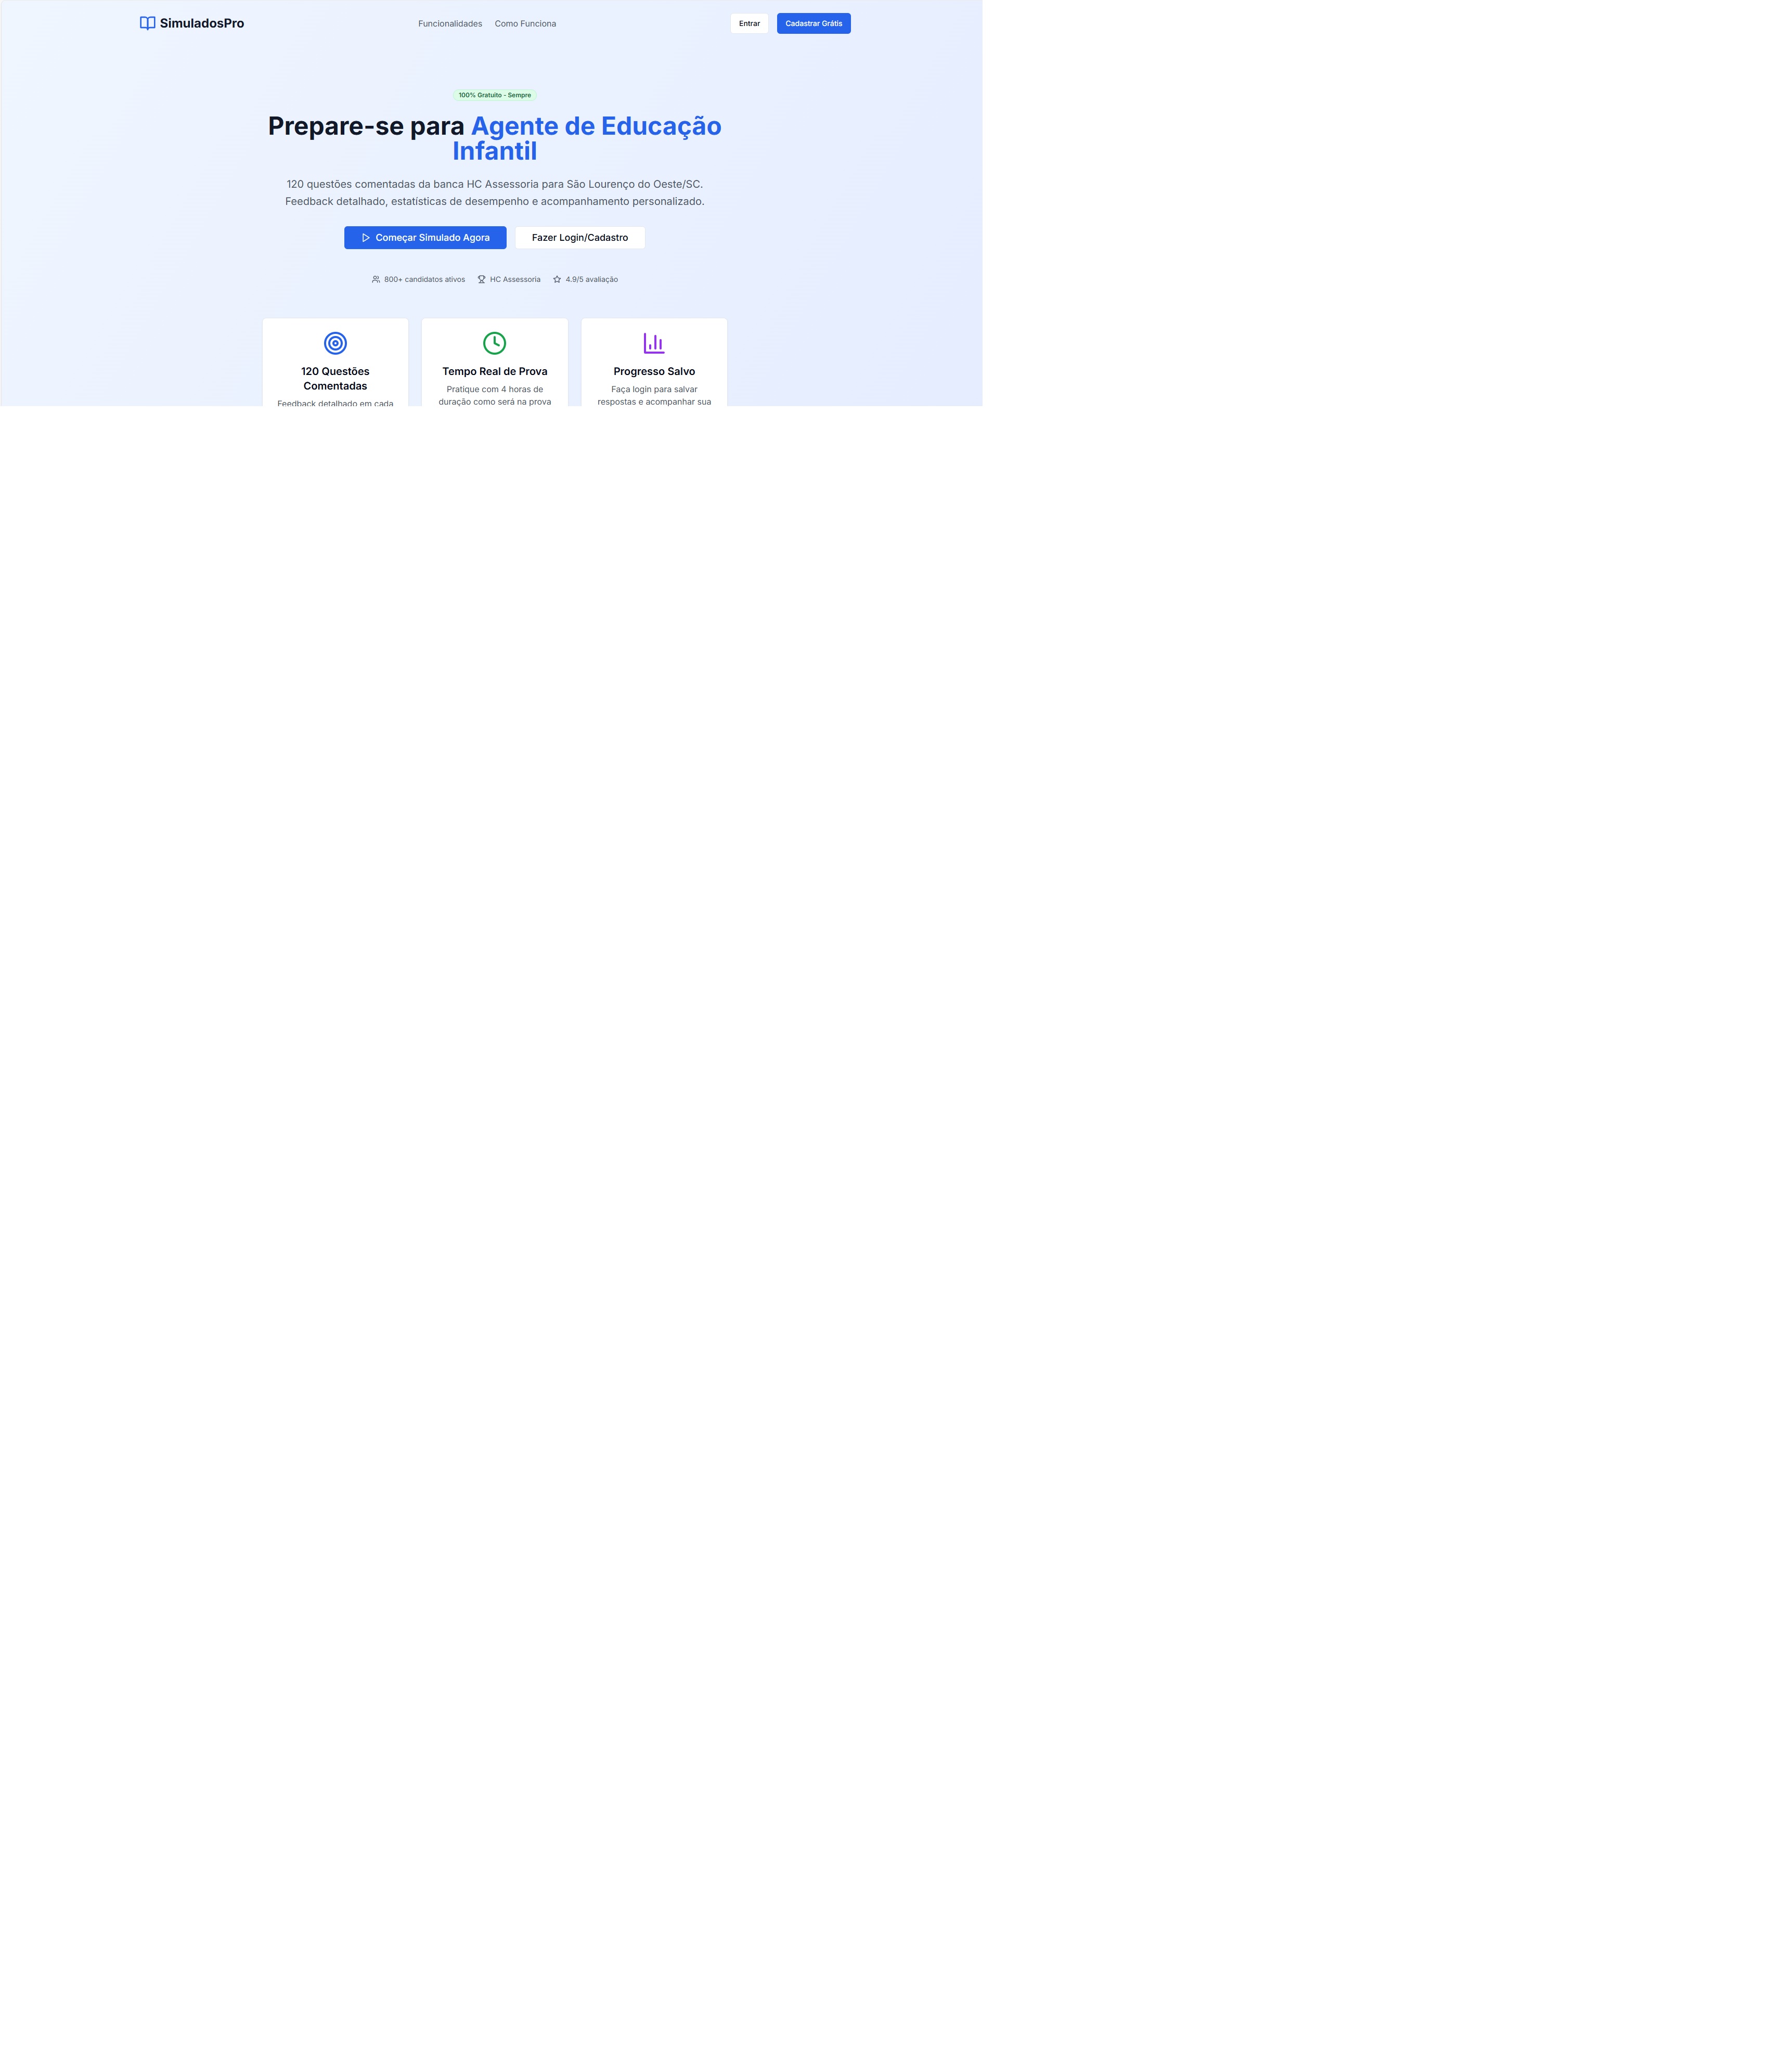 SimuladosPro
Funcionalidades
Como Funciona
Entrar
Cadastrar Grátis
100% Gratuito - Sempre
Prepare-se para Agente de Educação
Infantil
120 questões comentadas da banca HC Assessoria para São Lourenço do Oeste/SC.
Feedback detalhado, estatísticas de desempenho e acompanhamento personalizado.
Começar Simulado Agora
Fazer Login/Cadastro
800+ candidatos ativos
HC Assessoria
4.9/5 avaliação
120 Questões
Comentadas
Feedback detalhado em cada
Tempo Real de Prova
Pratique com 4 horas de
duração como será na prova
Progresso Salvo
Faça login para salvar
respostas e acompanhar sua